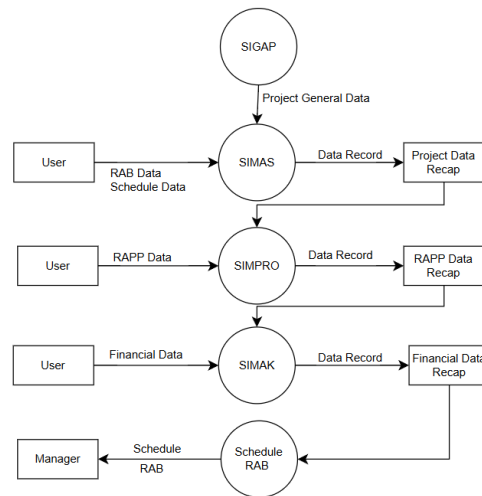 SIGAP
Project General Data
User
RAB Data
Schedule Data
SIMAS
Data Record
Project Data
Recap
User
RAPP Data
SIMPRO
Data Record
RAPP Data
Recap
User
Financial Data
SIMAK
Data Record
Financial Data
Recap
Manager
Schedule
RAB
Schedule
RAB